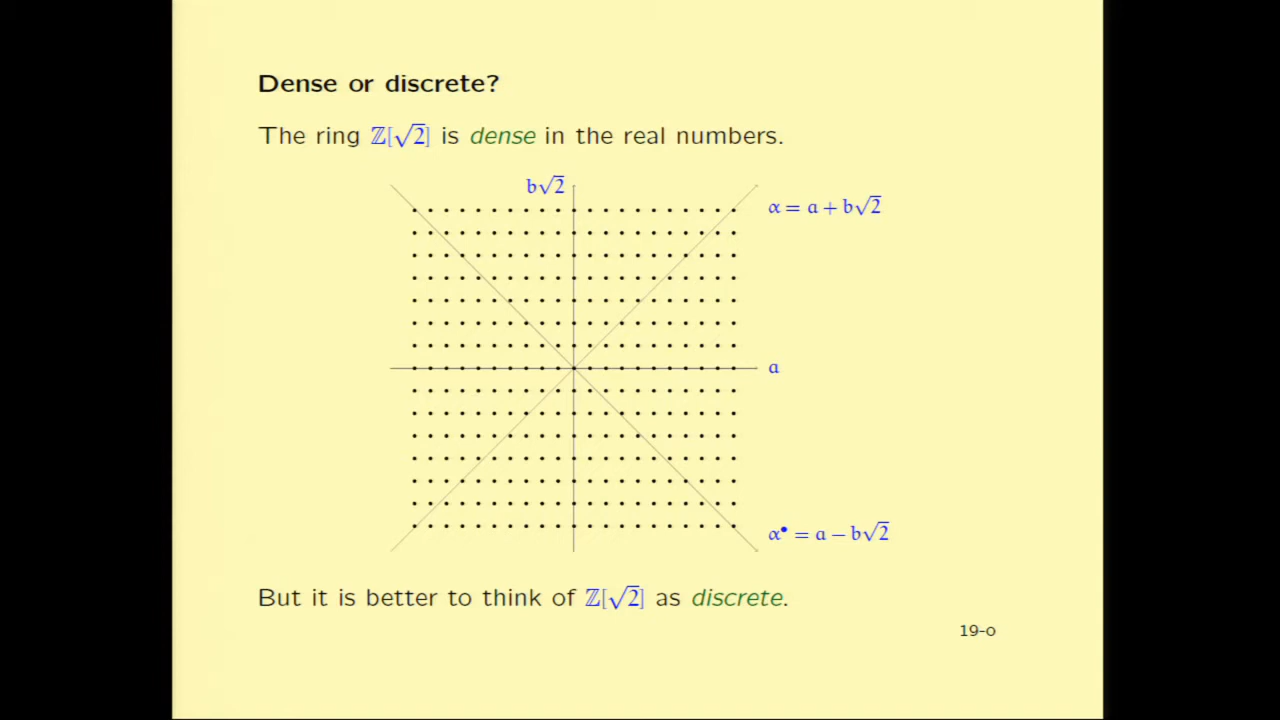 Dense or discrete?
The ring ℤ[√2] is dense in the real numbers.
b√2
α = a + b√2
a
α• = a − b√2
But it is better to think of ℤ[√2] as discrete.
19-o